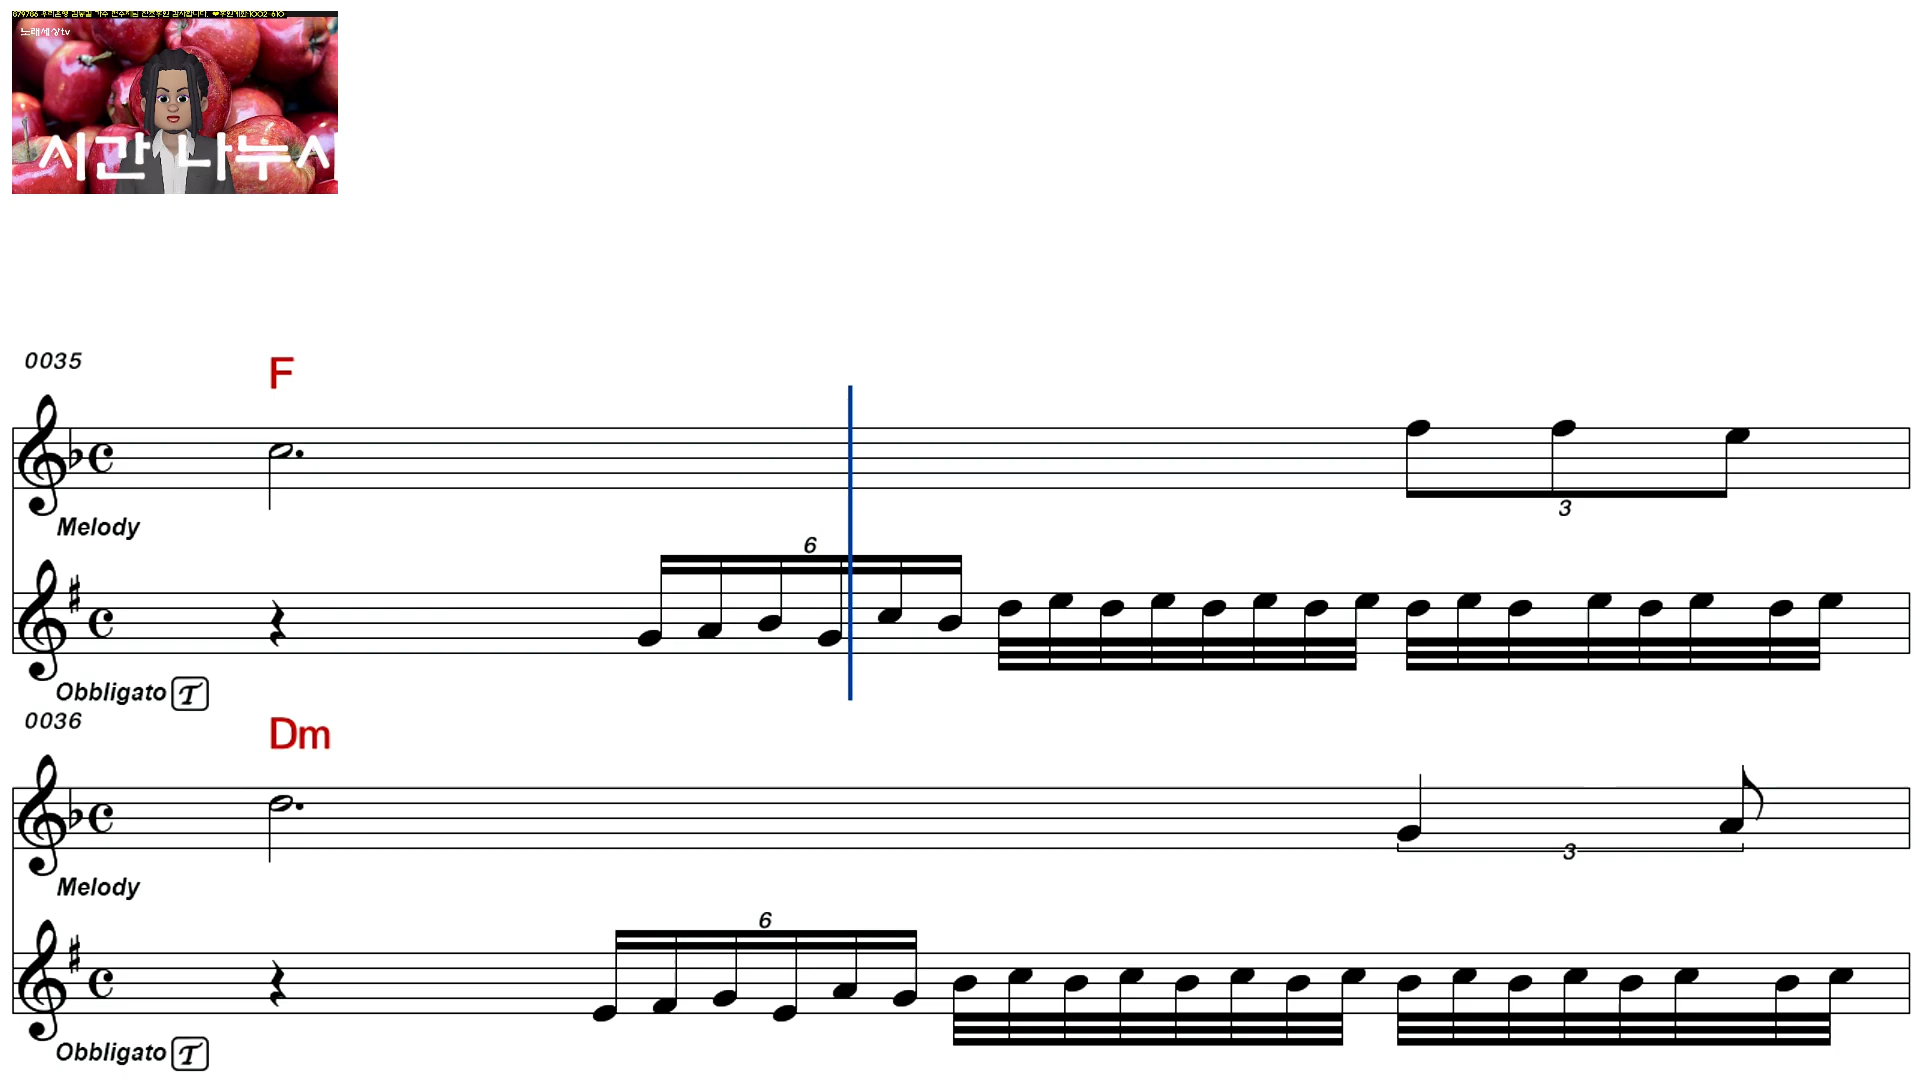 노래세상tv
시간 나누시
0035
F
3
Melody
6
Obbligato T
0036
Dm
3
Melody
6
Obbligato T